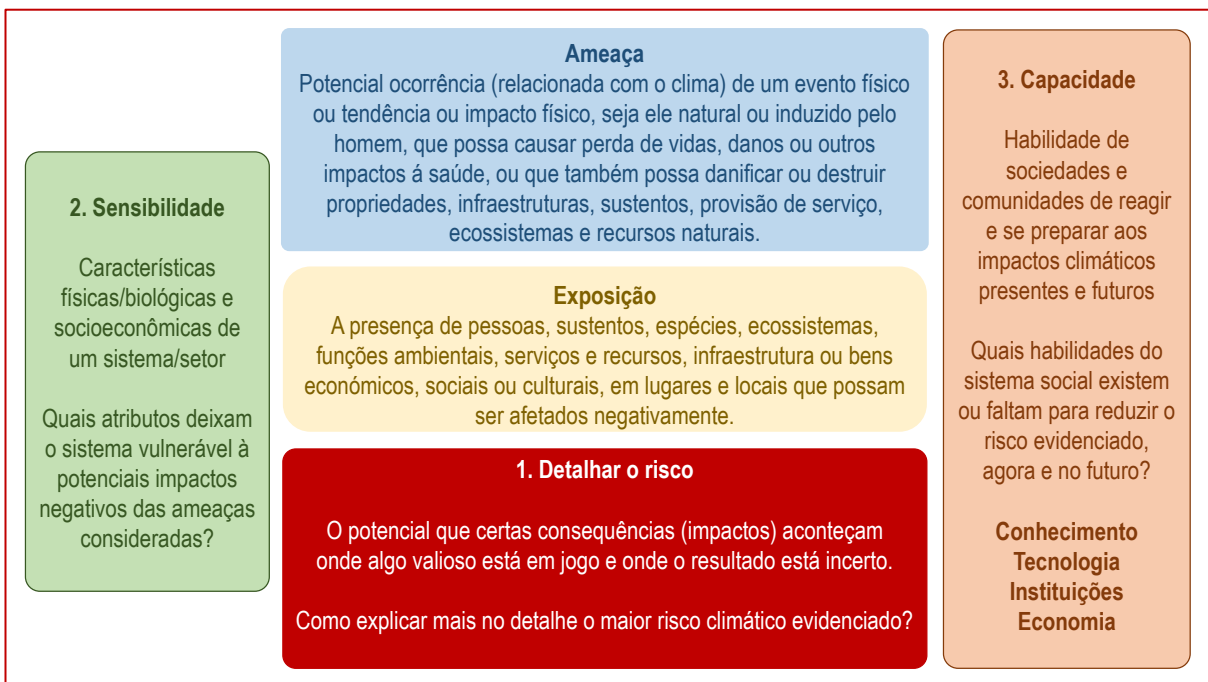 2. Sensibilidade
Características
físicas/biológicas e
socioeconômicas de
um sistema/setor
Quais atributos deixam
o sistema vulnerável à
potenciais impactos
negativos das ameaças
consideradas?
Ameaça
Potencial ocorrência (relacionada com o clima) de um evento físico
ou tendência ou impacto físico, seja ele natural ou induzido pelo
homem, que possa causar perda de vidas, danos ou outros
impactos á saúde, ou que também possa danificar ou destruir
propriedades, infraestruturas, sustentos, provisão de serviço,
ecossistemas e recursos naturais.
Exposição
A presença de pessoas, sustentos, espécies, ecossistemas,
funções ambientais, serviços e recursos, infraestrutura ou bens
económicos, sociais ou culturais, em lugares e locais que possam
ser afetados negativamente.
1. Detalhar o risco
O potencial que certas consequências (impactos) aconteçam
onde algo valioso está em jogo e onde o resultado está incerto.
Como explicar mais no detalhe o maior risco climático evidenciado?
3. Capacidade
Habilidade de
sociedades e
comunidades de reagir
e se preparar aos
impactos climáticos
presentes e futuros
Quais habilidades do
sistema social existem
ou faltam para reduzir o
risco evidenciado,
agora e no futuro?
Conhecimento
Tecnologia
Instituições
Economia